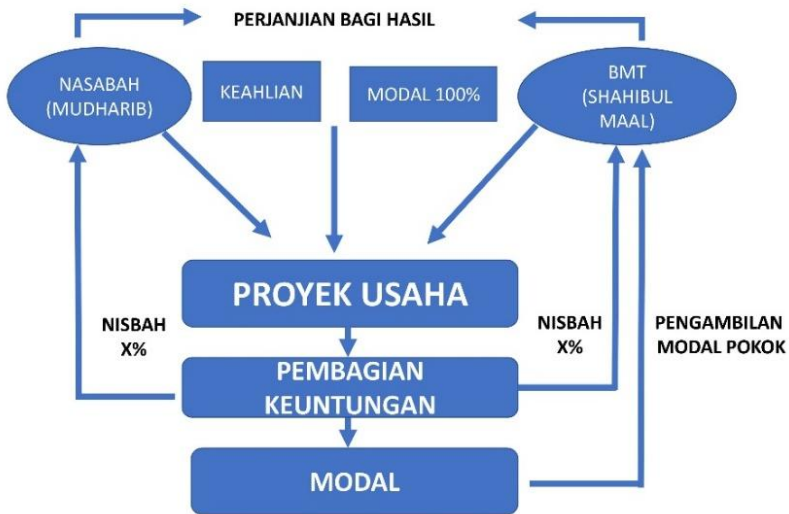 PERJANJIAN BAGI HASIL
NASABAH
(MUDHARIB)
KEAHLIAN
MODAL 100%
BMT
(SHAHIBUL
MAAL)
PROYEK USAHA
NISBAH
X%
NISBAH
X%
PENGAMBILAN
MODAL POKOK
PEMBAGIAN
KEUNTUNGAN
MODAL